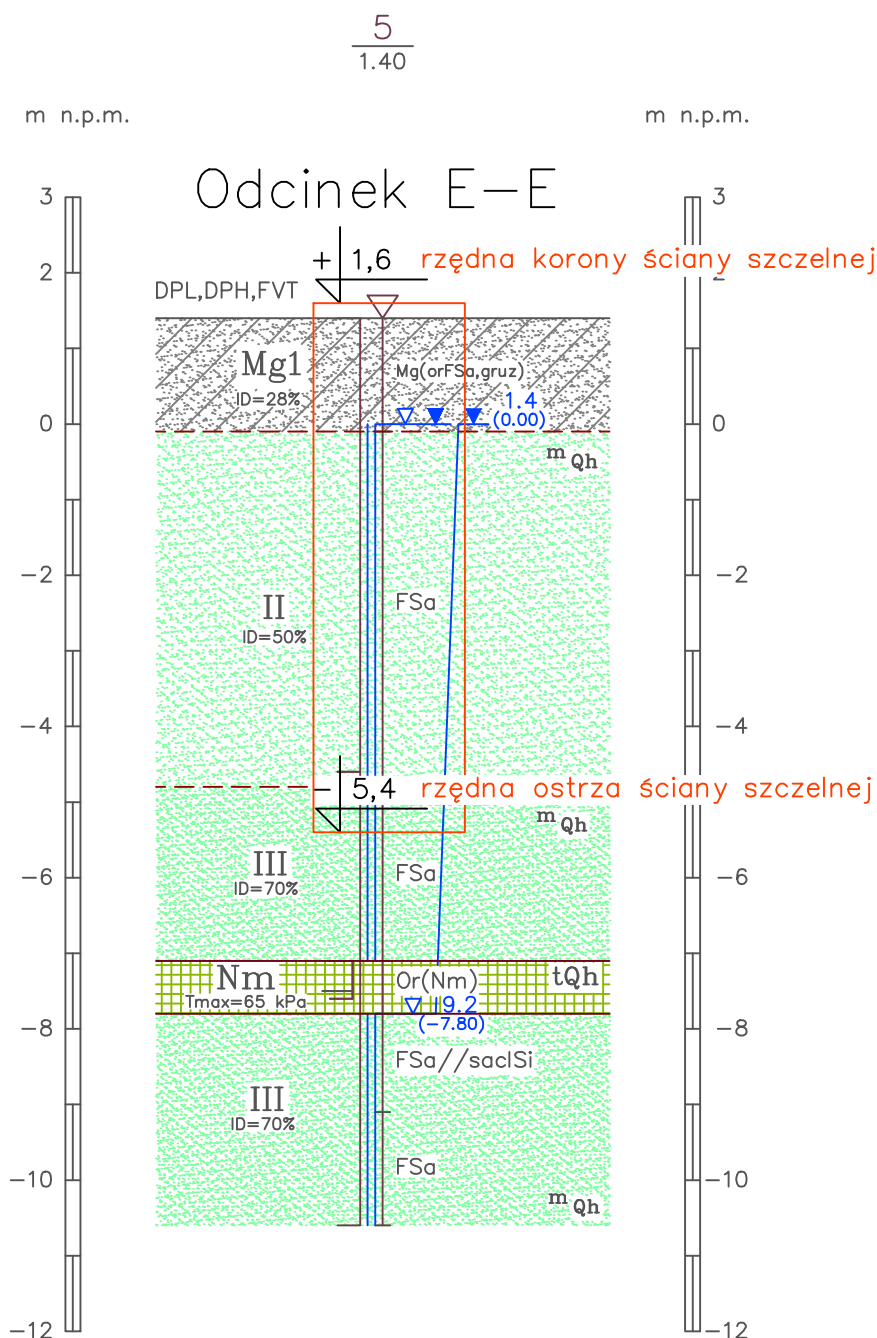 5
1.40
m n.p.m.
m n.p.m.
Odcinek E-E
3
3
+ 1,6
rzędna korony ściany szczelnej
2
2
DPL,DPH,FVT
Mg1
Mg(orFSa,gruz)
ID=28%
1.4
(0.00)
0
0
m Qh
-2
-2
II
FSa
ID=50%
-4
-4
- 5,4
rzędna ostrza ściany szczelnej
m Qh
III
FSa
ID=70%
-6
-6
Nm
Or(Nm)
tQh
Tmax=65 kPa
9.2
(-7.80)
-8
-8
FSa//saclSi
III
ID=70%
FSa
-10
-10
m Qh
-12
-12